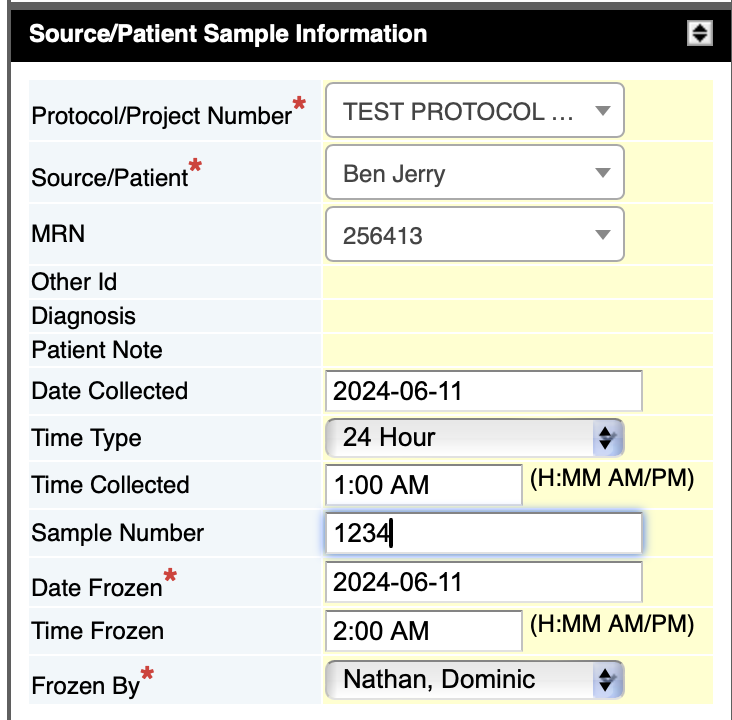 Source/Patient Sample Information
Protocol/Project Number* TEST PROTOCOL ...
Source/Patient* Ben Jerry
MRN 256413
Other Id
Diagnosis
Patient Note
Date Collected 2024-06-11
Time Type 24 Hour
Time Collected 1:00 AM (H:MM AM/PM)
Sample Number 1234
Date Frozen* 2024-06-11
Time Frozen 2:00 AM (H:MM AM/PM)
Frozen By* Nathan, Dominic